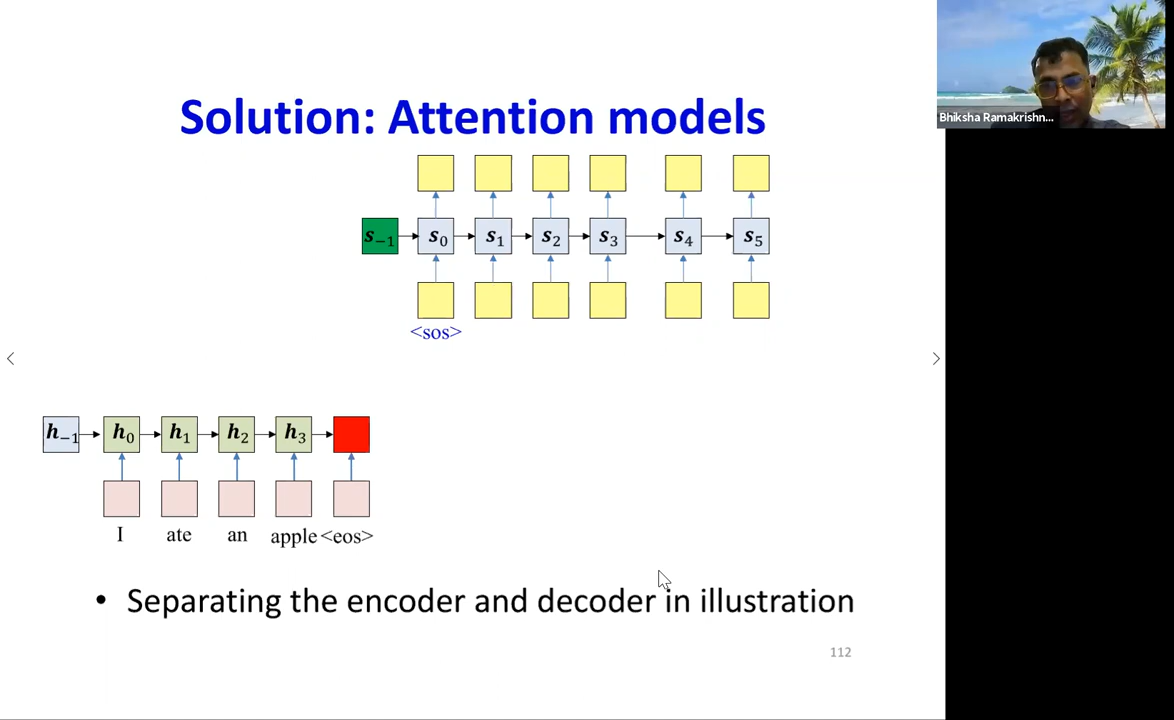 Bhiksha Ramakrishn...
Solution: Attention models
s₋₁ s₀ s₁ s₂ s₃ s₄ s₅
<sos>
h₋₁ h₀ h₁ h₂ h₃
I ate an apple <eos>
• Separating the encoder and decoder in illustration
112